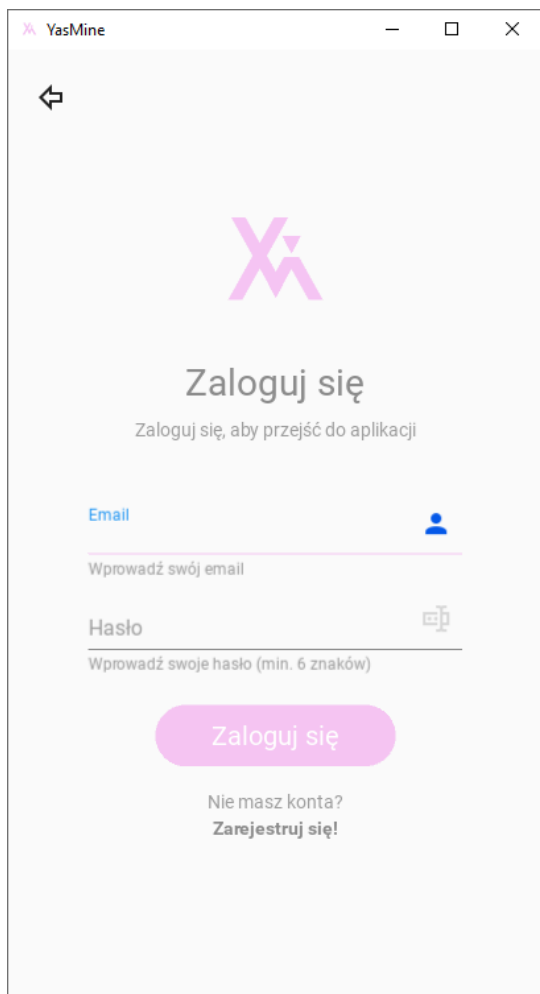 YasMine
Zaloguj się
Zaloguj się, aby przejść do aplikacji
Email
Wprowadź swój email
Hasło
Wprowadź swoje hasło (min. 6 znaków)
Zaloguj się
Nie masz konta?
Zarejestruj się!